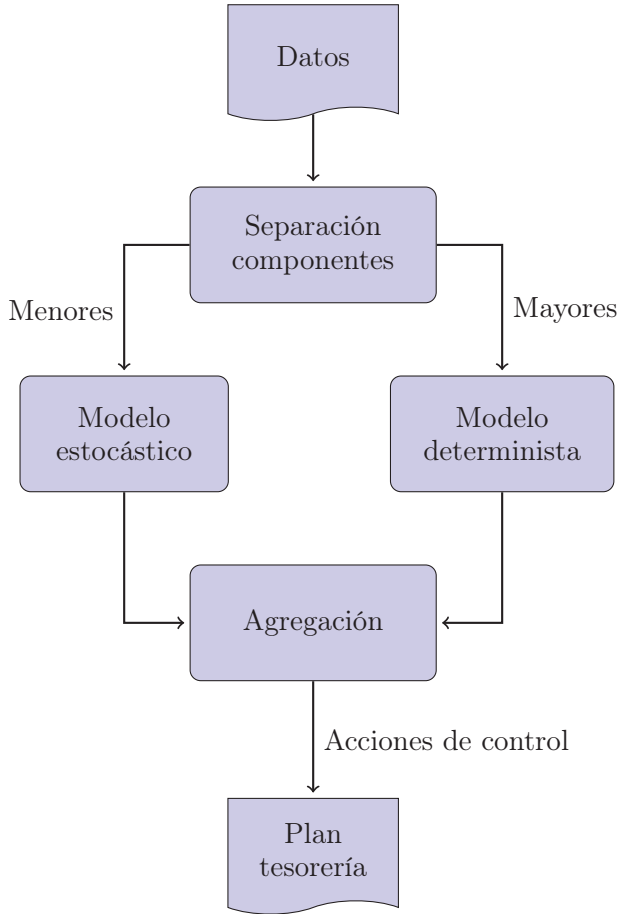 Datos
Separación
componentes
Menores
Mayores
Modelo
estocástico
Modelo
determinista
Agregación
Acciones de control
Plan
tesorería